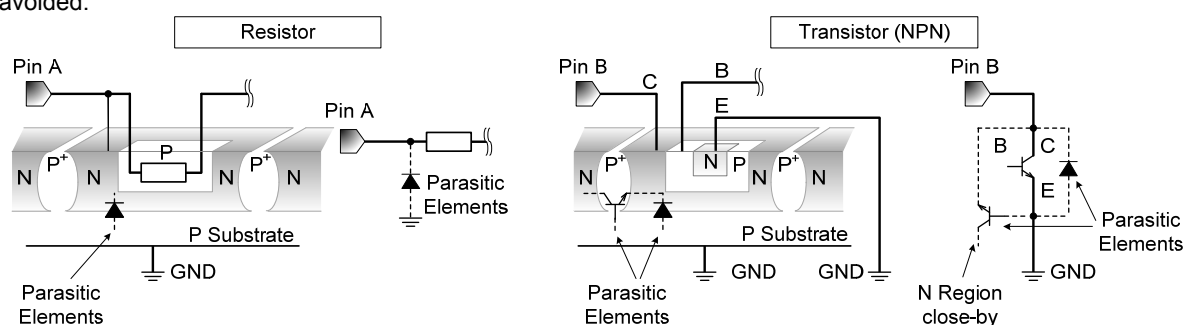 avoided.
Resistor
Transistor (NPN)
Pin A
Pin A
N P+ N P N P+ N
Parasitic
Elements
P Substrate
GND
Parasitic
Elements
Pin B
C
B
E
N P+ N P P+ N
Parasitic
Elements
P Substrate
GND
GND
Pin B
B C
E
Parasitic
Elements
GND
N Region
close-by